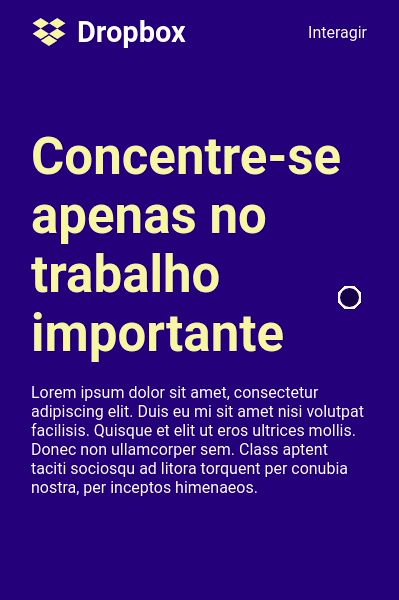 Dropbox
Interagir
Concentre-se
apenas no
trabalho
importante
Lorem ipsum dolor sit amet, consectetur
adipiscing elit. Duis eu mi sit amet nisi volutpat
facilisis. Quisque et elit ut eros ultrices mollis.
Donec non ullamcorper sem. Class aptent
taciti sociosqu ad litora torquent per conubia
nostra, per inceptos himenaeos.